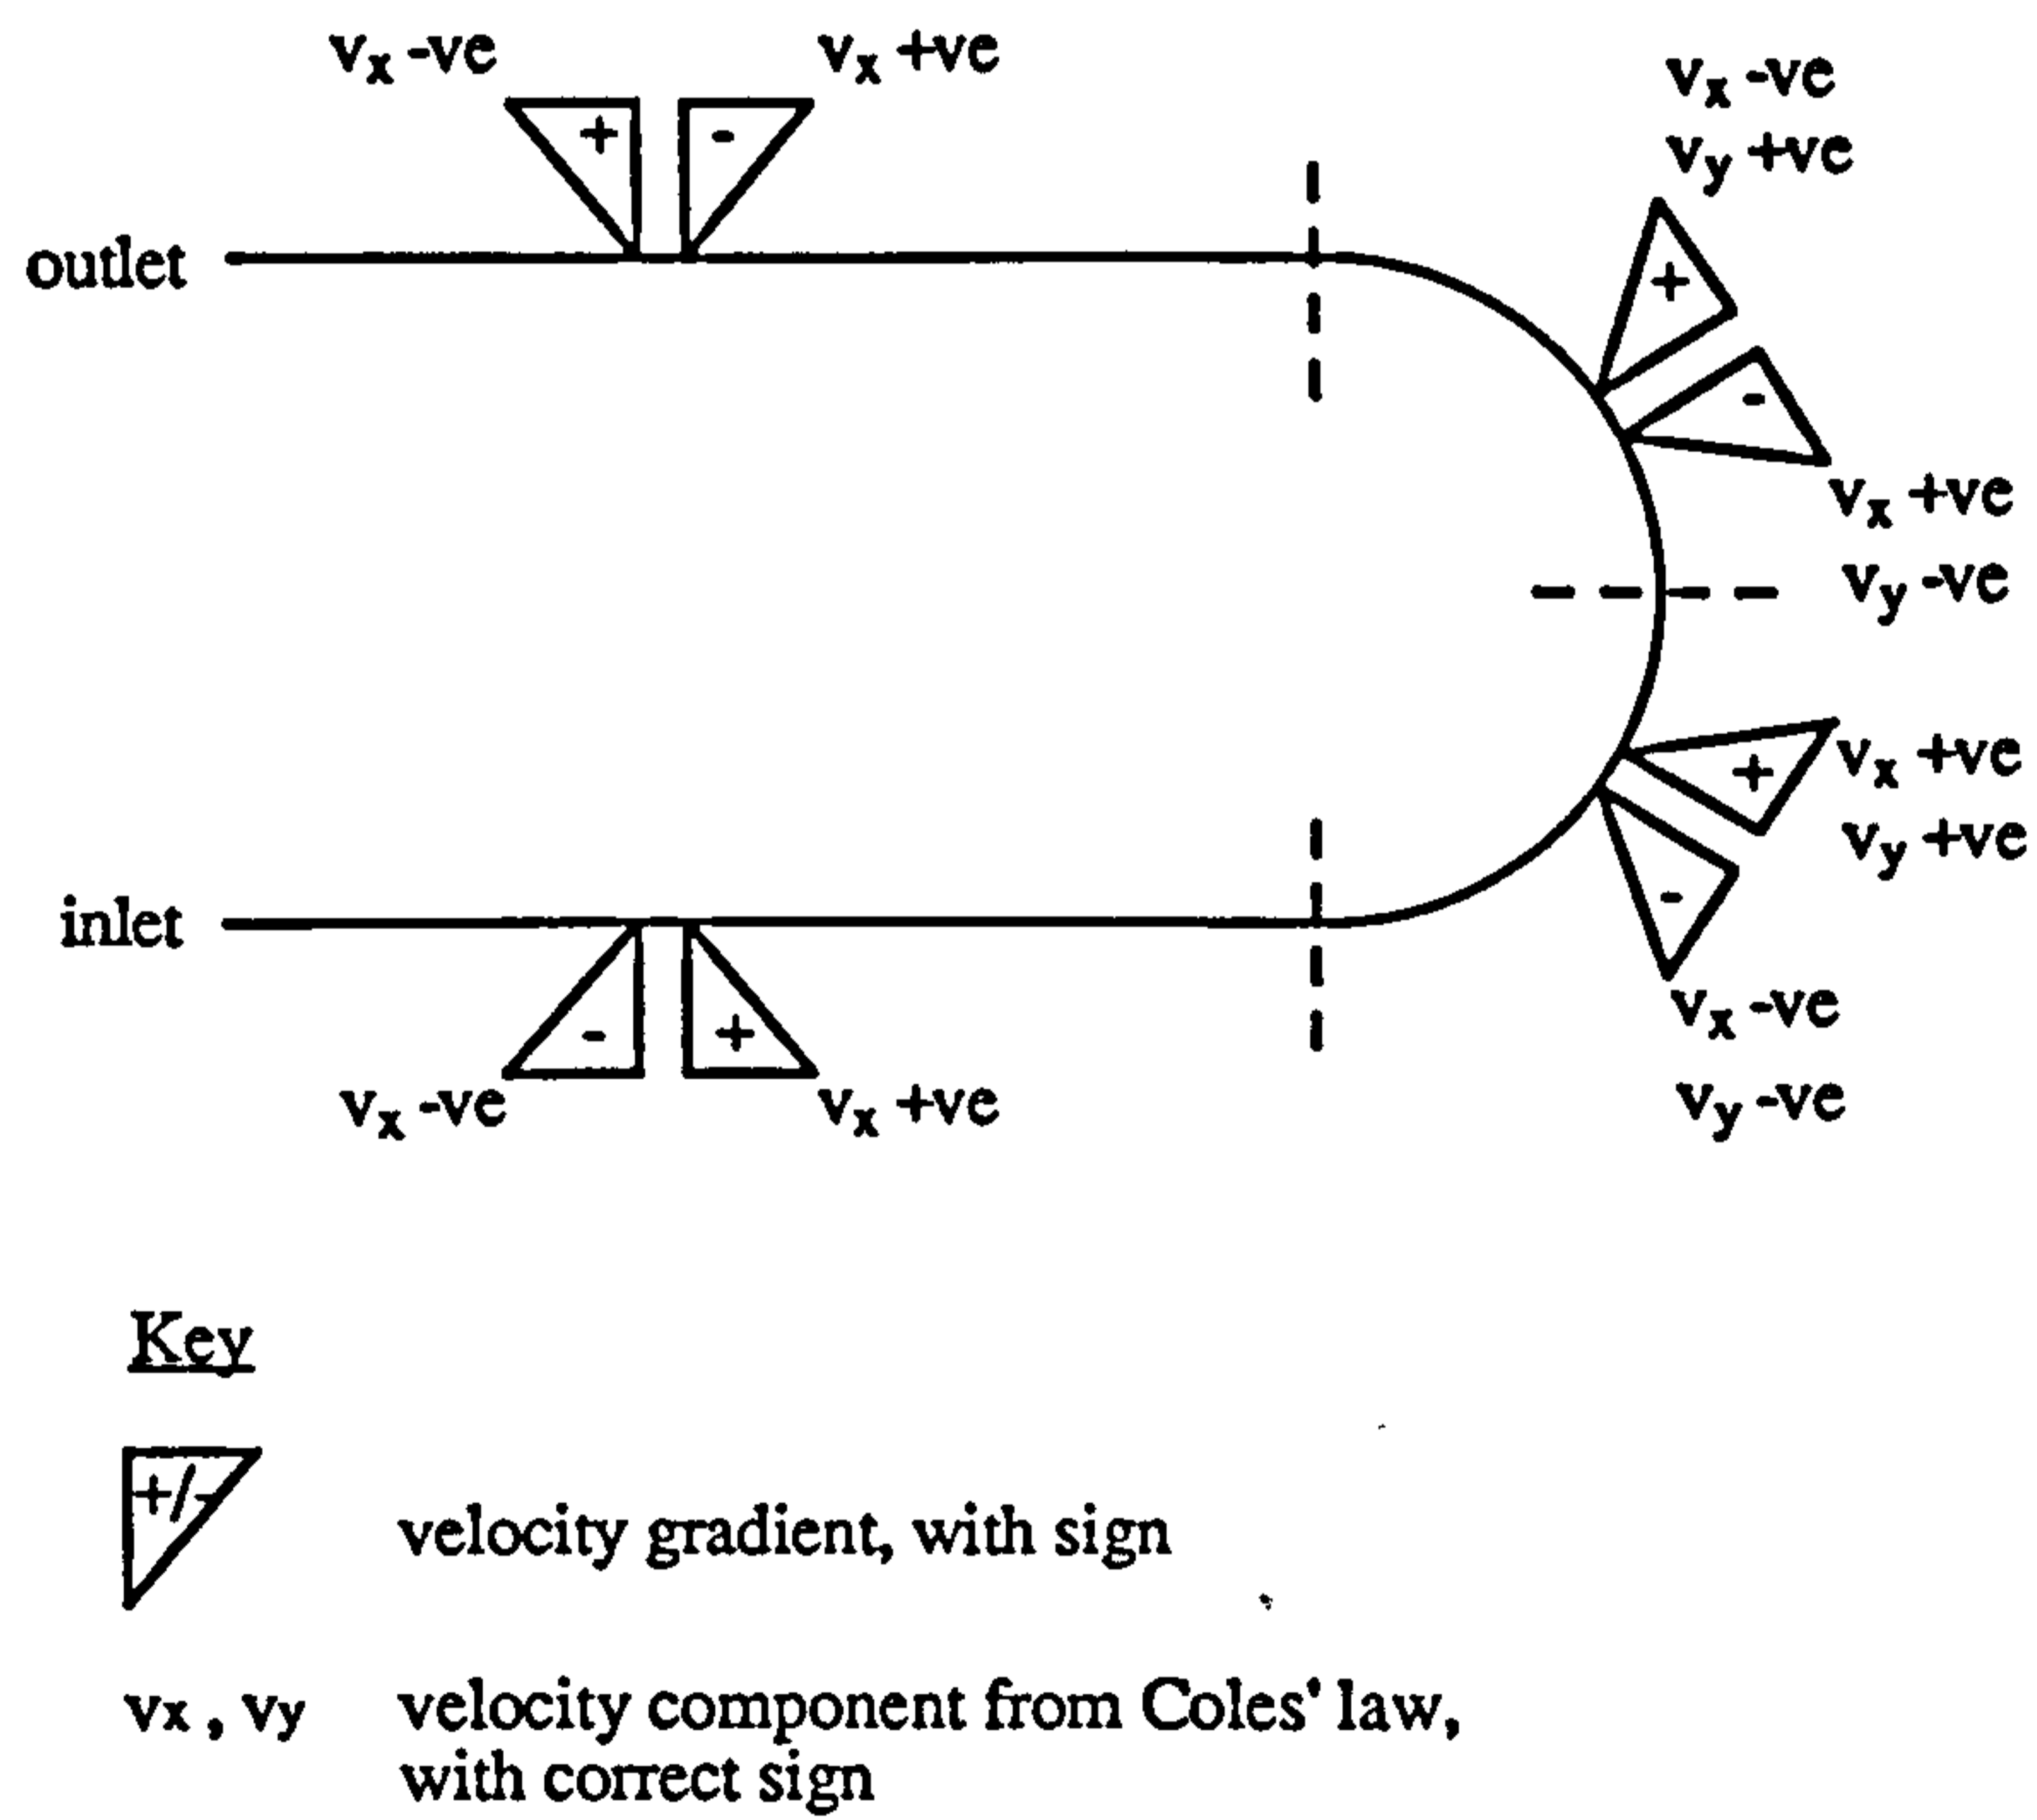 vx -ve vx +ve
vx -ve
vy +ve
+ -
outlet
+
-
vx +ve
vy -ve
+
vx +ve
vy +ve
-
inlet
- +
vx -ve vx +ve
vx -ve
vy -ve
Key
+/-
velocity gradient, with sign
vx , vy velocity component from Coles' law,
with correct sign